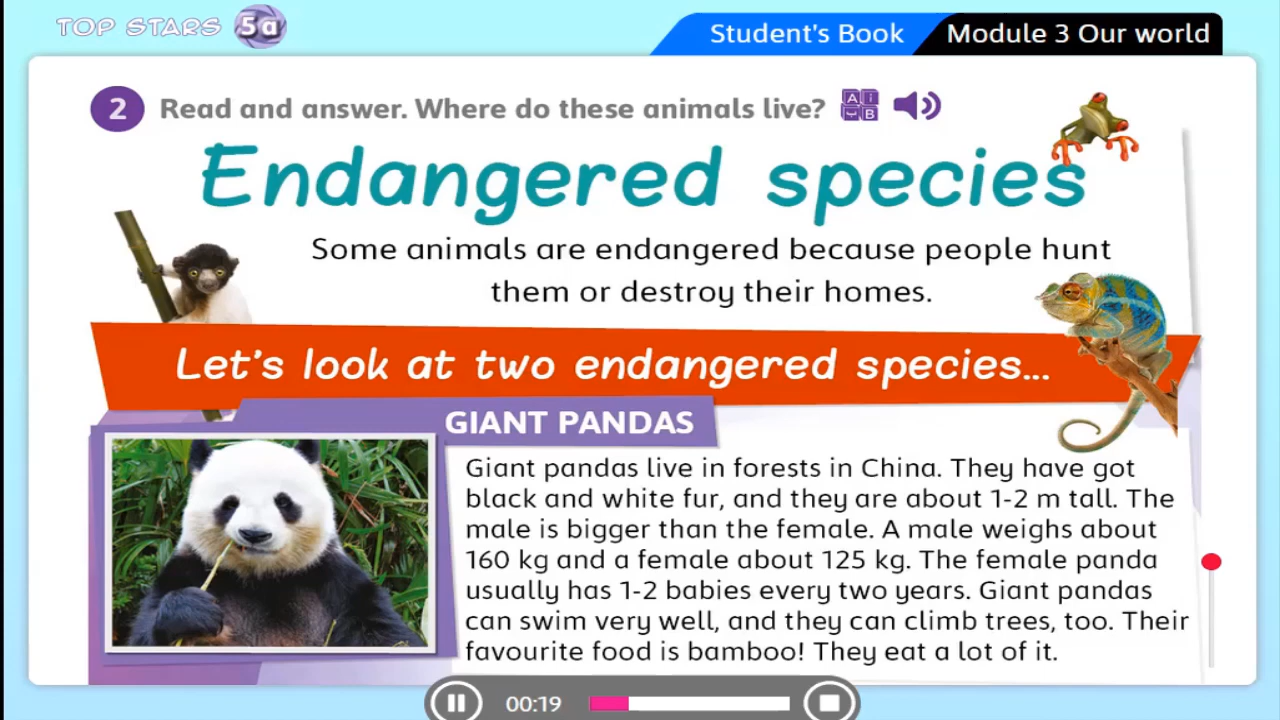 TOP STARS 5a
Student's Book
Module 3 Our world
2 Read and answer. Where do these animals live?
A i
B
Endangered species
Some animals are endangered because people hunt
them or destroy their homes.
Let's look at two endangered species...
GIANT PANDAS
Giant pandas live in forests in China. They have got
black and white fur, and they are about 1-2 m tall. The
male is bigger than the female. A male weighs about
160 kg and a female about 125 kg. The female panda
usually has 1-2 babies every two years. Giant pandas
can swim very well, and they can climb trees, too. Their
favourite food is bamboo! They eat a lot of it.
00:19